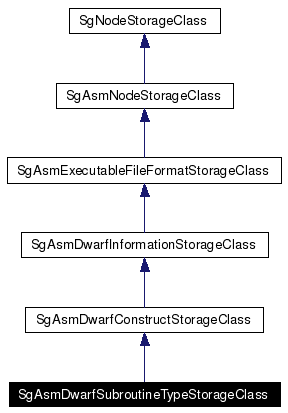 SgNodeStorageClass
SgAsmNodeStorageClass
SgAsmExecutableFileFormatStorageClass
SgAsmDwarfInformationStorageClass
SgAsmDwarfConstructStorageClass
SgAsmDwarfSubroutineTypeStorageClass